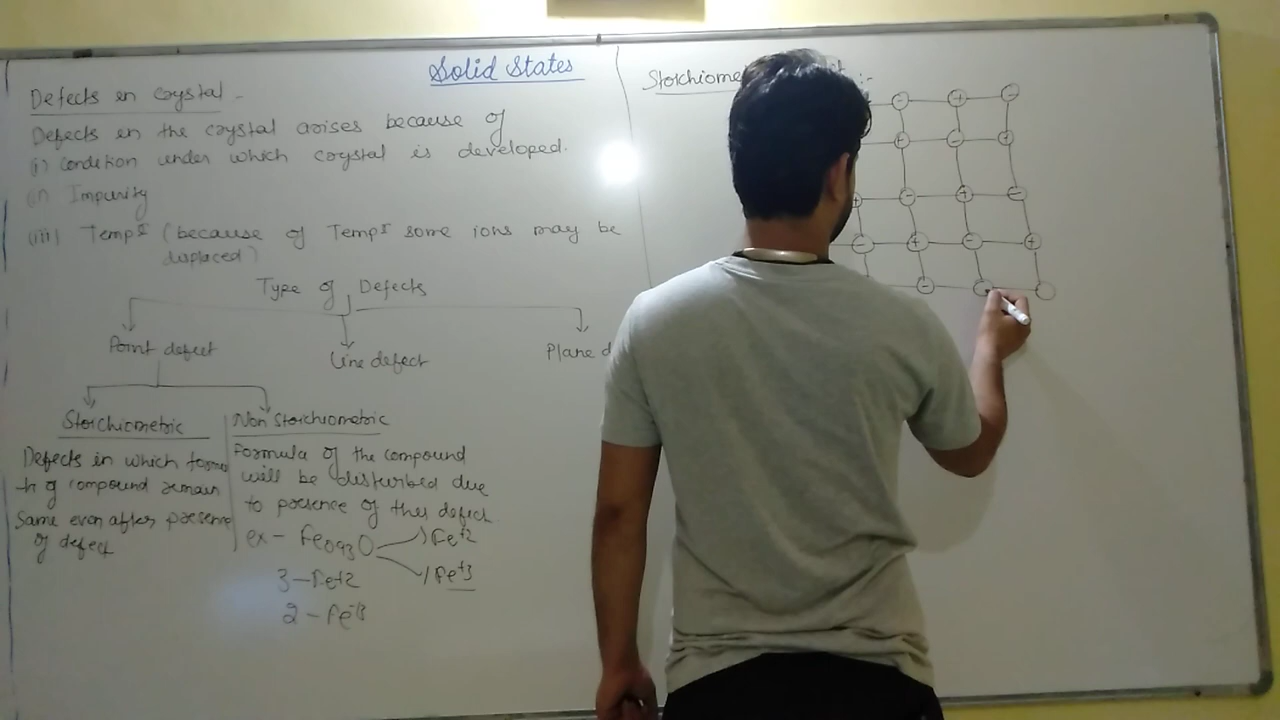 Solid States
Defects in crystal -
Defects in the crystal arises because of
(i) Condition under which crystal is developed.
(ii) Impurity
(iii) Temp^r (because of Temp^r some ions may be
displaced)
Type of Defects
Point defect
Line defect
Plane d
Stoichiometric
Defects in which
of compound remain
Same even after presence
of defect
Non Stoichiometric
Formula of the compound
will be disturbed due
to presence of this defect.
ex - Fe0.93O
Fe+2
Fe+3
3 - Fe+2
2 - Fe+3
Stoichiome
+ -
- + -
+ - +
+ - + -
- + - +
-